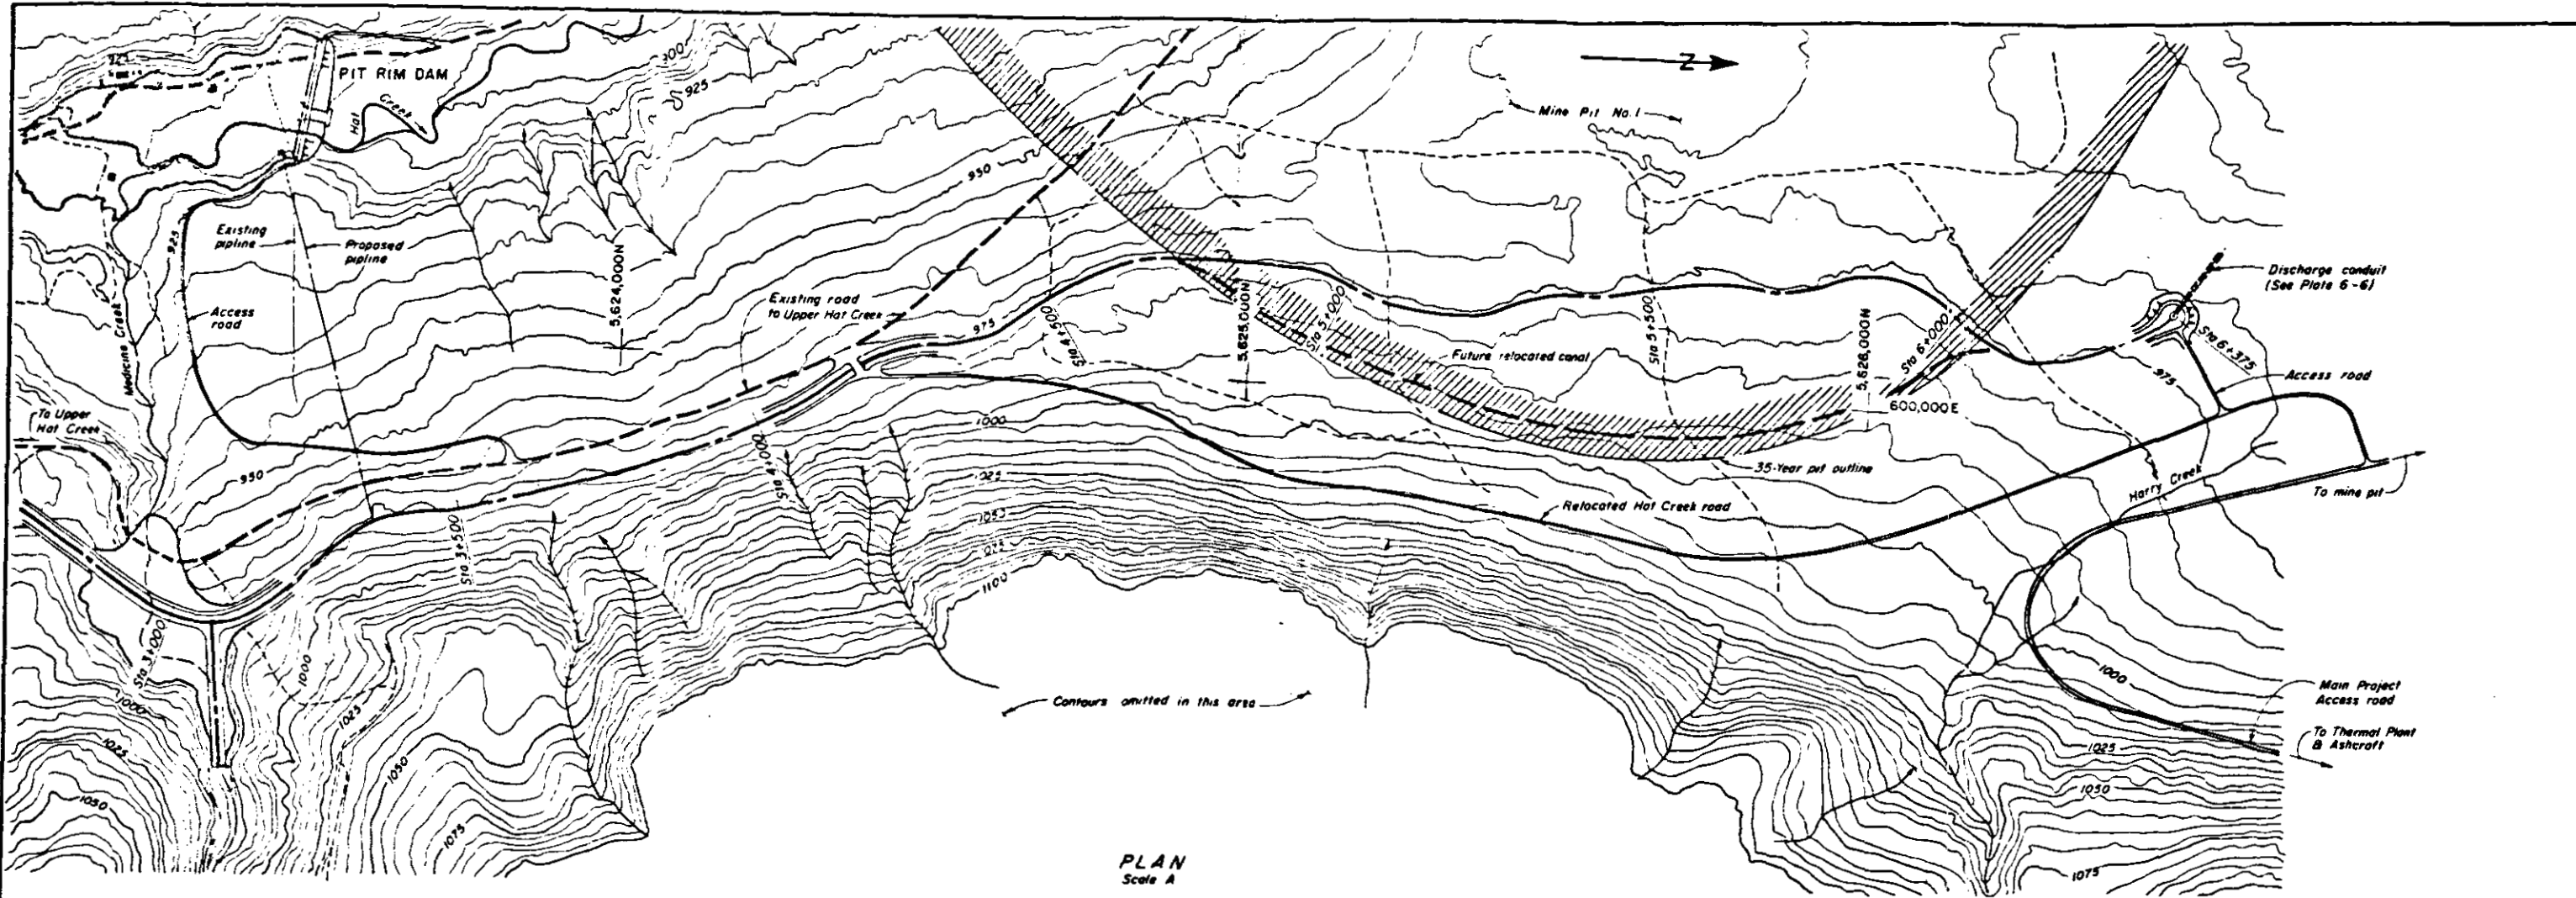 PIT RIM DAM
Hat
Creek
925
900
925
Z
Mine Pit No. 1
950
925
Existing
pipline
Proposed
pipline
5,624,000N
Access
road
Medicine Creek
Existing road
to Upper Hat Creek
975
Sta 4+500
5,625,000N
Sta 5+000
Future relocated canal
Sta 5+500
5,626,000N
Sta 6+000
600,000E
Discharge conduit
(See Plate 6-6)
Sta 6+375
975
Access road
To Upper
Hat Creek
950
Sta 4+000
1000
1025
35-Year pit outline
Relocated Hat Creek road
Harry Creek
To mine pit
Sta 3+500
1100
Sta 3+000
1000
1000
1025
1025
1050
1050
1075
Contours omitted in this area
1000
Main Project
Access road
To Thermal Plant
& Ashcroft
1025
1050
1075
PLAN
Scale A